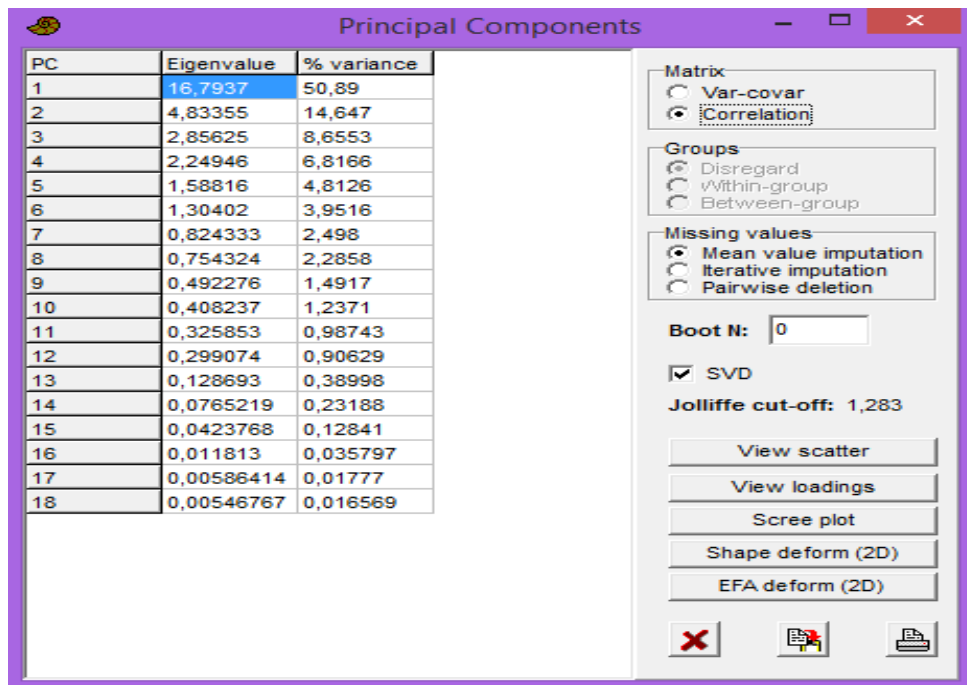 Principal Components
PC Eigenvalue % variance
1 16,7937 50,89
2 4,83355 14,647
3 2,85625 8,6553
4 2,24946 6,8166
5 1,58816 4,8126
6 1,30402 3,9516
7 0,824333 2,498
8 0,754324 2,2858
9 0,492276 1,4917
10 0,408237 1,2371
11 0,325853 0,98743
12 0,299074 0,90629
13 0,128693 0,38998
14 0,0765219 0,23188
15 0,0423768 0,12841
16 0,011813 0,035797
17 0,00586414 0,01777
18 0,00546767 0,016569
Matrix
Var-covar
Correlation
Groups
Disregard
Within-group
Between-group
Missing values
Mean value imputation
Iterative imputation
Pairwise deletion
Boot N: 0
SVD
Jolliffe cut-off: 1,283
View scatter
View loadings
Scree plot
Shape deform (2D)
EFA deform (2D)